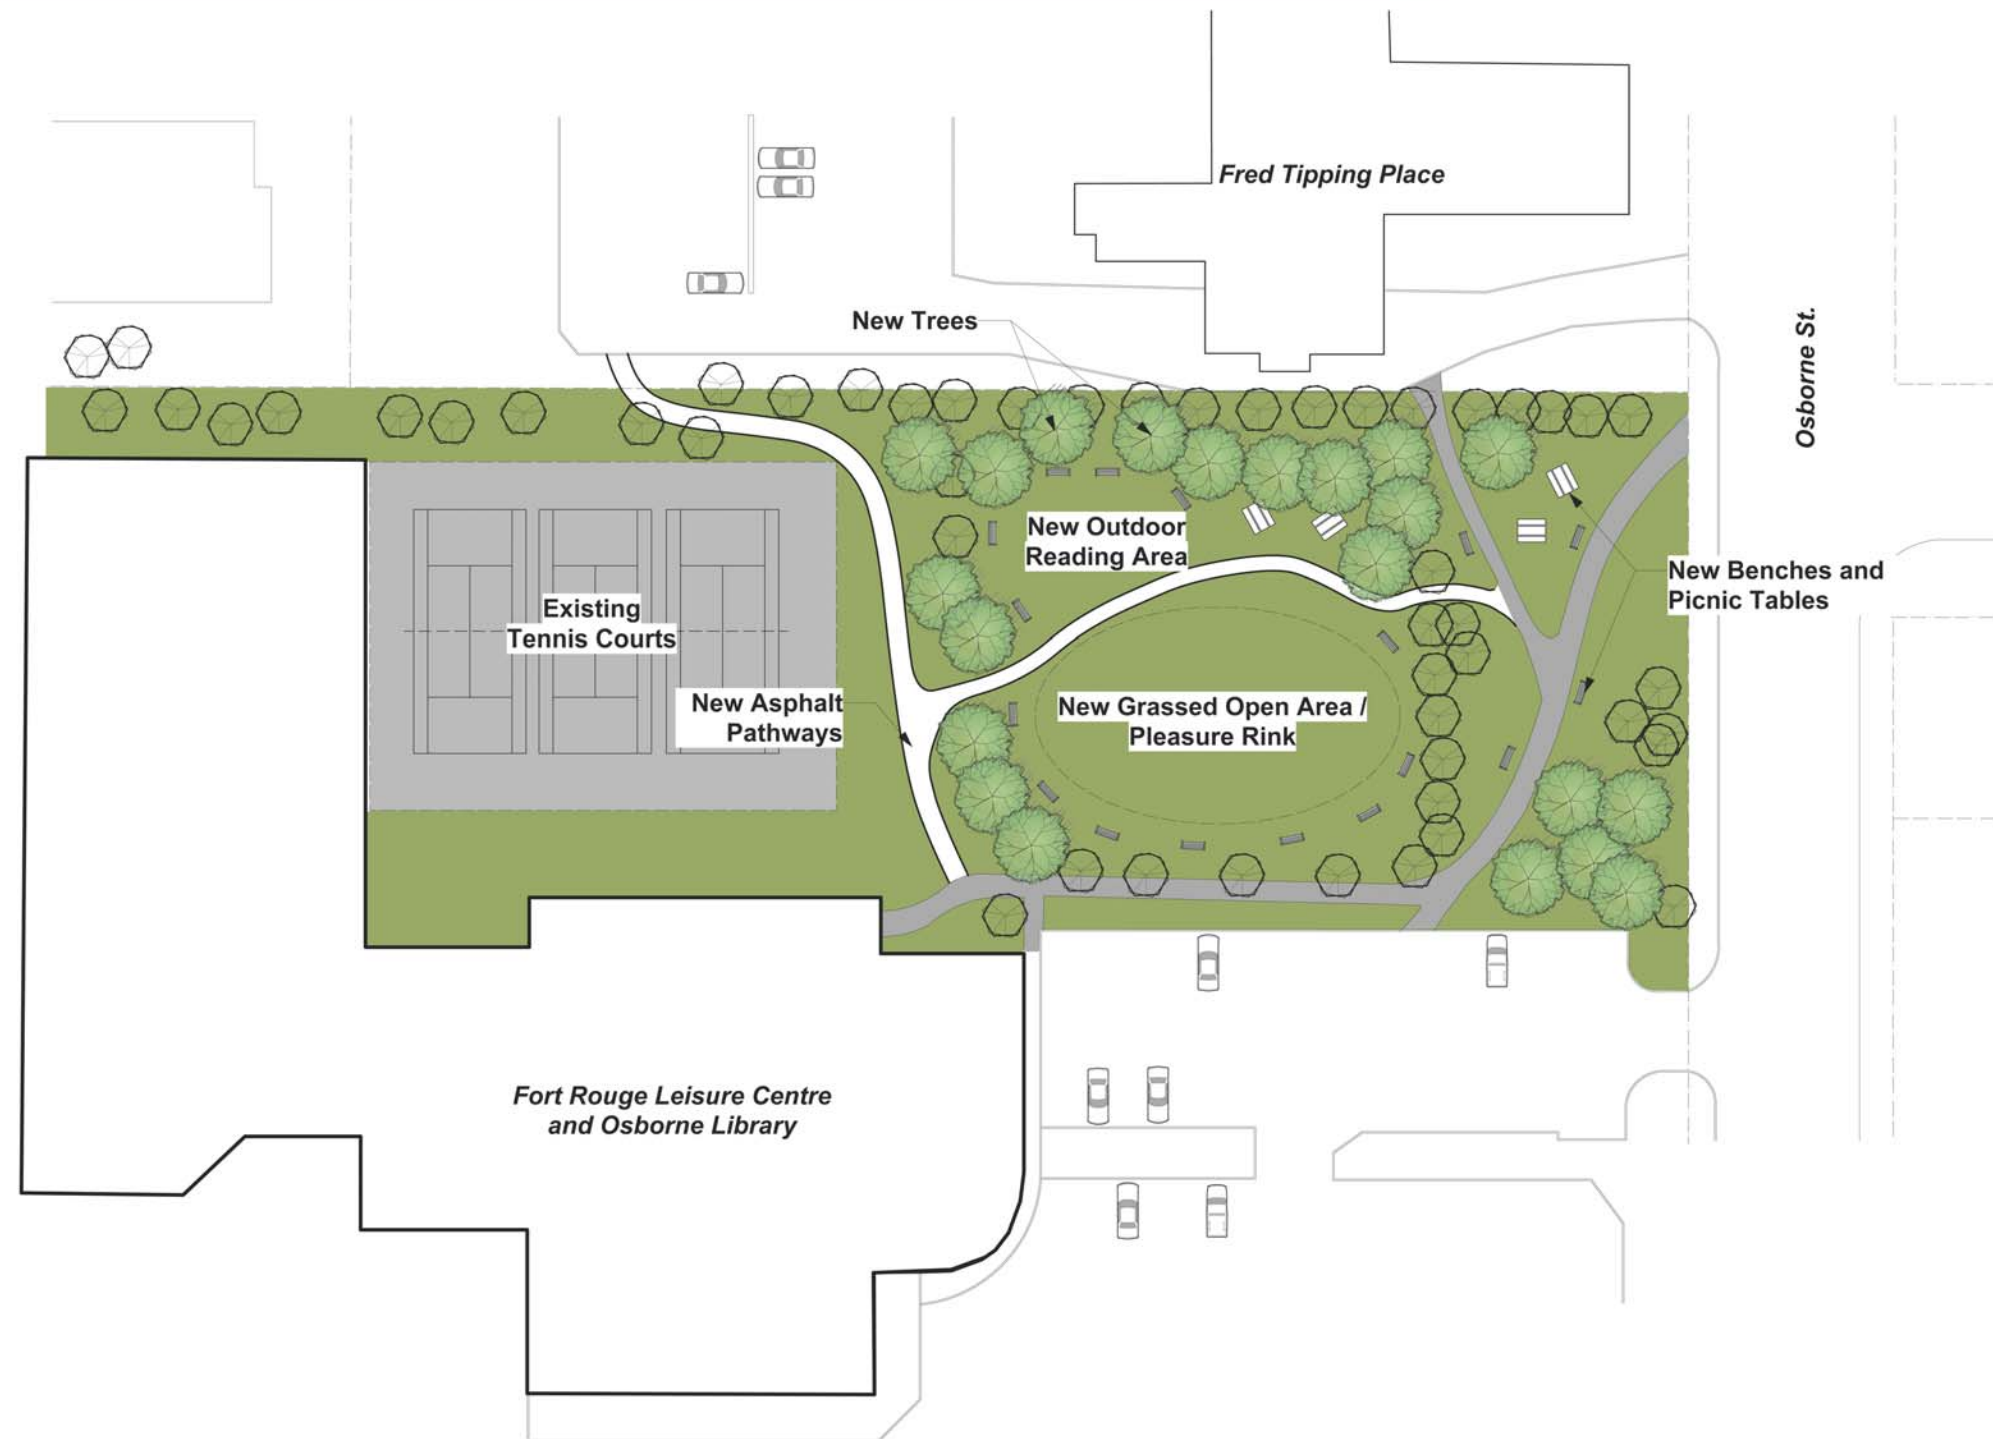 Fred Tipping Place
New Trees
Osborne St.
New Outdoor
Reading Area
New Benches and
Picnic Tables
Existing
Tennis Courts
New Asphalt
Pathways
New Grassed Open Area /
Pleasure Rink
Fort Rouge Leisure Centre
and Osborne Library